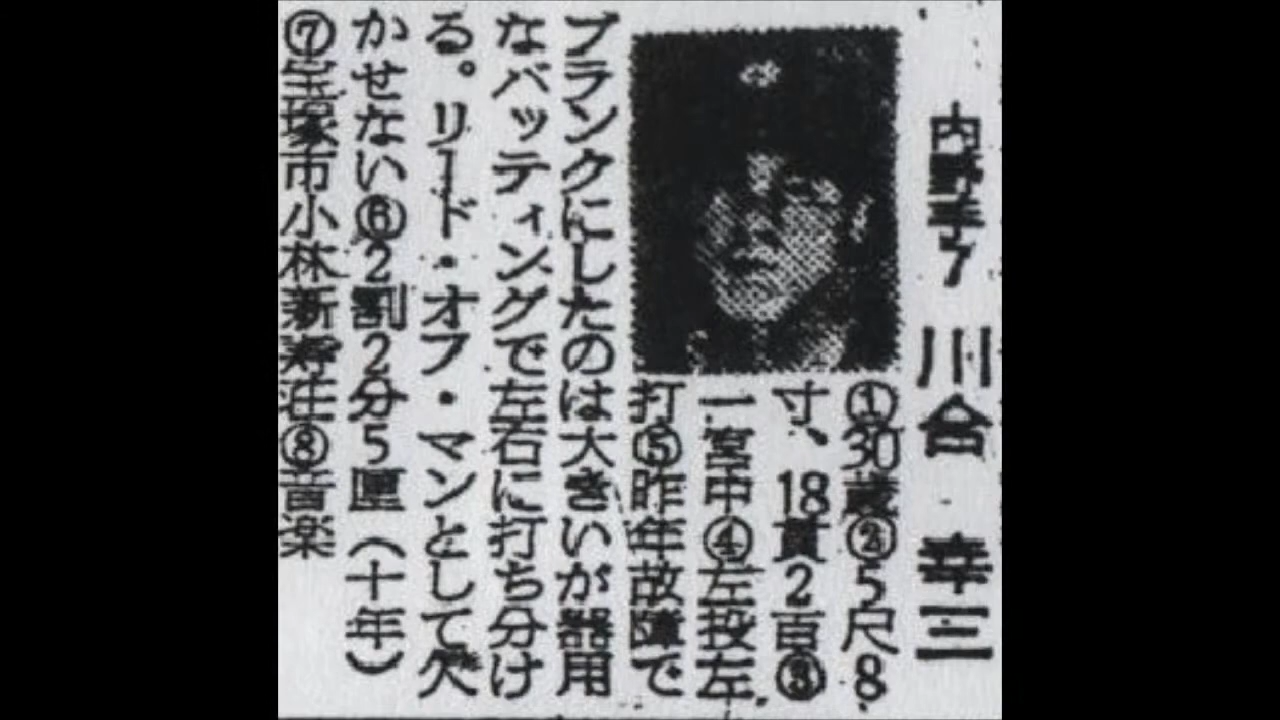 内野手7 川合 幸三
①30歳②5尺8
寸、18貫2百③
一宮中④左投左
打⑤昨年故障で
ブランクにしたのは大きいが器用
なバッティングで左右に打ち分け
る。リード・オフ・マンとして欠
かせない⑥2割2分5厘（十年）
⑦宝塚市小林新寿荘⑧音楽